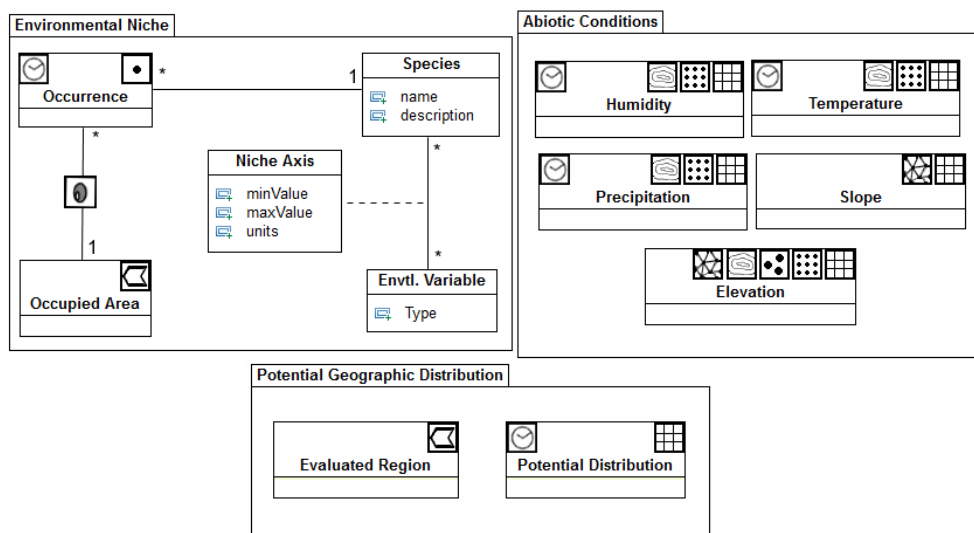 Environmental Niche
Occurrence
*
1
Species
name
description
*
*
Niche Axis
minValue
maxValue
units
1
*
Occupied Area
Envtl. Variable
Type
Abiotic Conditions
Humidity
Temperature
Precipitation
Slope
Elevation
Potential Geographic Distribution
Evaluated Region
Potential Distribution